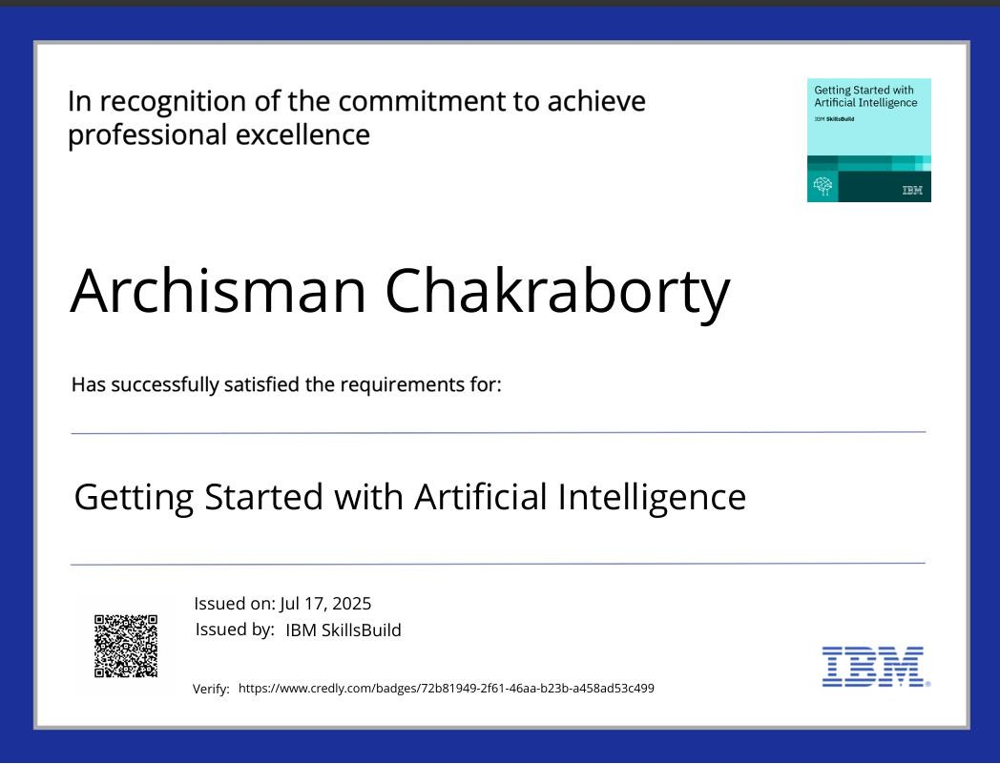 In recognition of the commitment to achieve
professional excellence
Getting Started with
Artificial Intelligence
IBM SkillsBuild
IBM
Archisman Chakraborty
Has successfully satisfied the requirements for:
Getting Started with Artificial Intelligence
Issued on: Jul 17, 2025
Issued by: IBM SkillsBuild
Verify: https://www.credly.com/badges/72b81949-2f61-46aa-b23b-a458ad53c499
IBM®